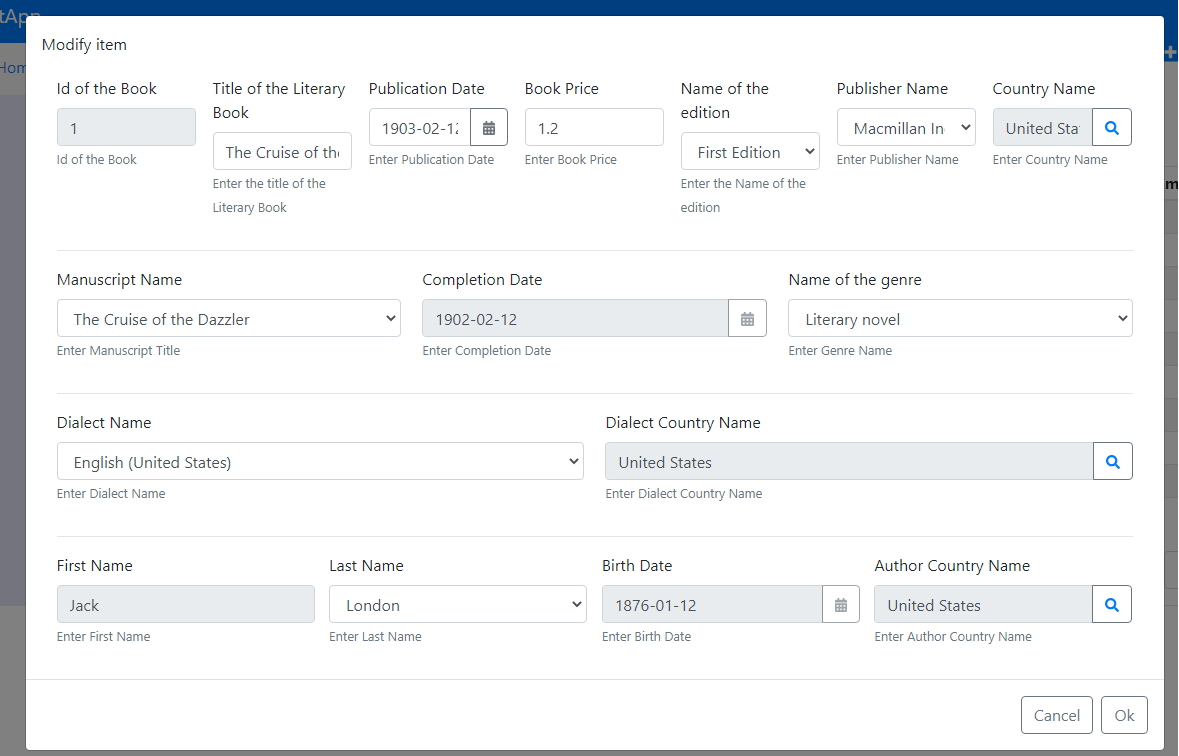 tApp
Hom
Modify item
Id of the Book
1
Id of the Book
Title of the Literary
Book
The Cruise of the
Enter the title of the
Literary Book
Publication Date
1903-02-12
Enter Publication Date
Book Price
1.2
Enter Book Price
Name of the
edition
First Edition
Enter the Name of the
edition
Publisher Name
Macmillan In
Enter Publisher Name
Country Name
United Sta
Enter Country Name
m
Manuscript Name
The Cruise of the Dazzler
Enter Manuscript Title
Completion Date
1902-02-12
Enter Completion Date
Name of the genre
Literary novel
Enter Genre Name
Dialect Name
English (United States)
Enter Dialect Name
Dialect Country Name
United States
Enter Dialect Country Name
First Name
Jack
Enter First Name
Last Name
London
Enter Last Name
Birth Date
1876-01-12
Enter Birth Date
Author Country Name
United States
Enter Author Country Name
Cancel
Ok